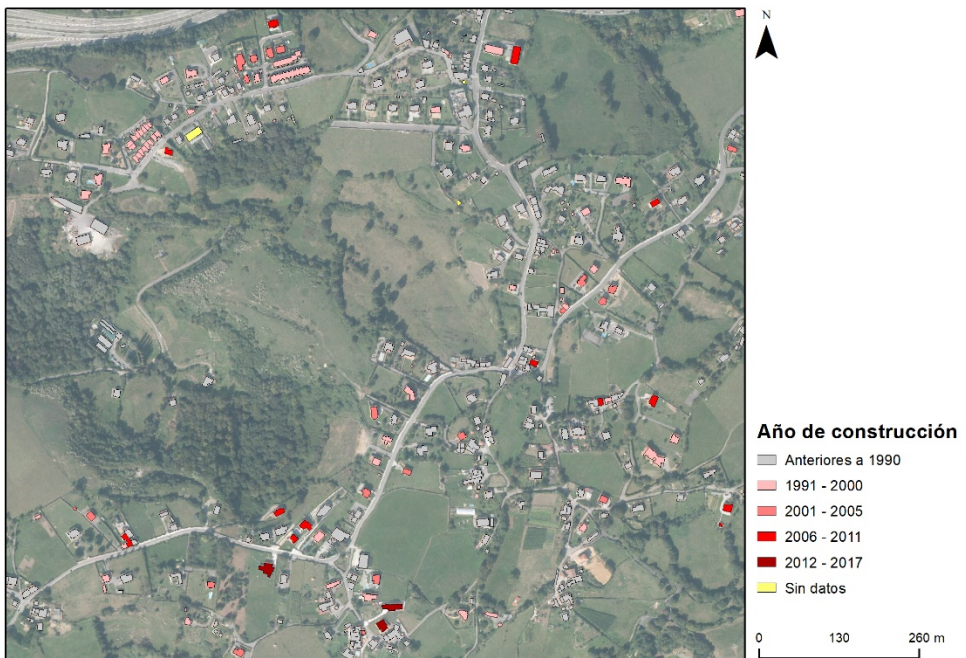 N
Año de construcción
Anteriores a 1990
1991 - 2000
2001 - 2005
2006 - 2011
2012 - 2017
Sin datos
0 130 260 m